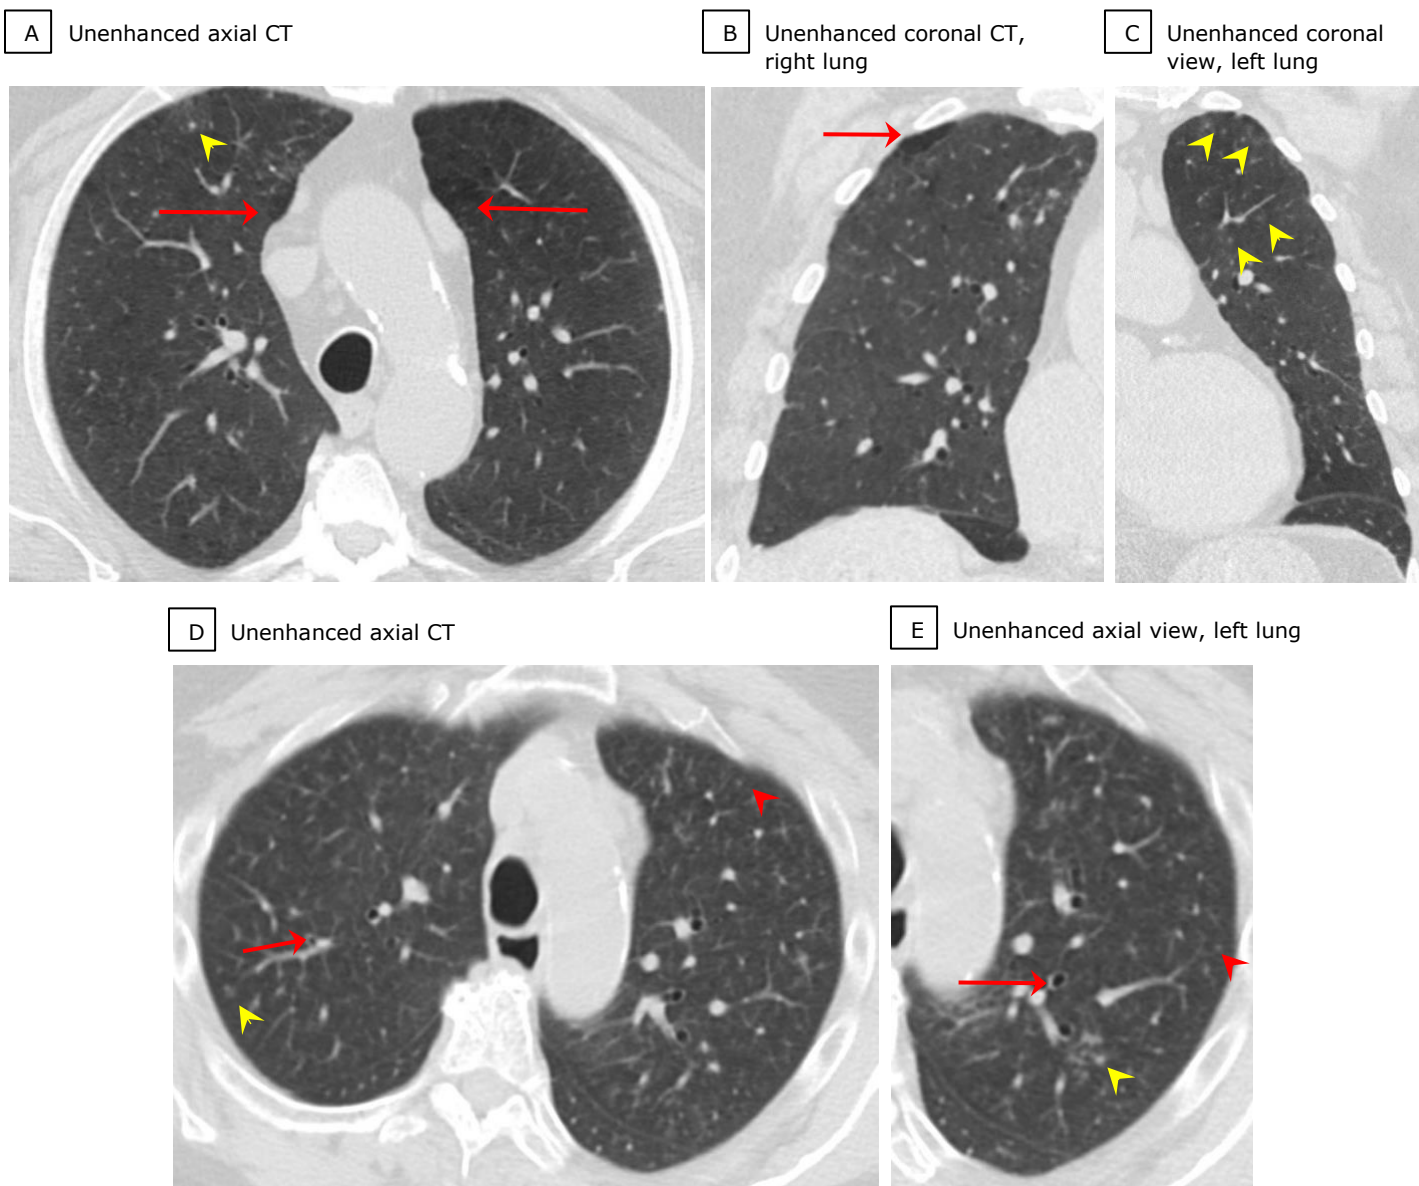 A Unenhanced axial CT
B Unenhanced coronal CT,
right lung
C Unenhanced coronal
view, left lung
D Unenhanced axial CT
E Unenhanced axial view, left lung